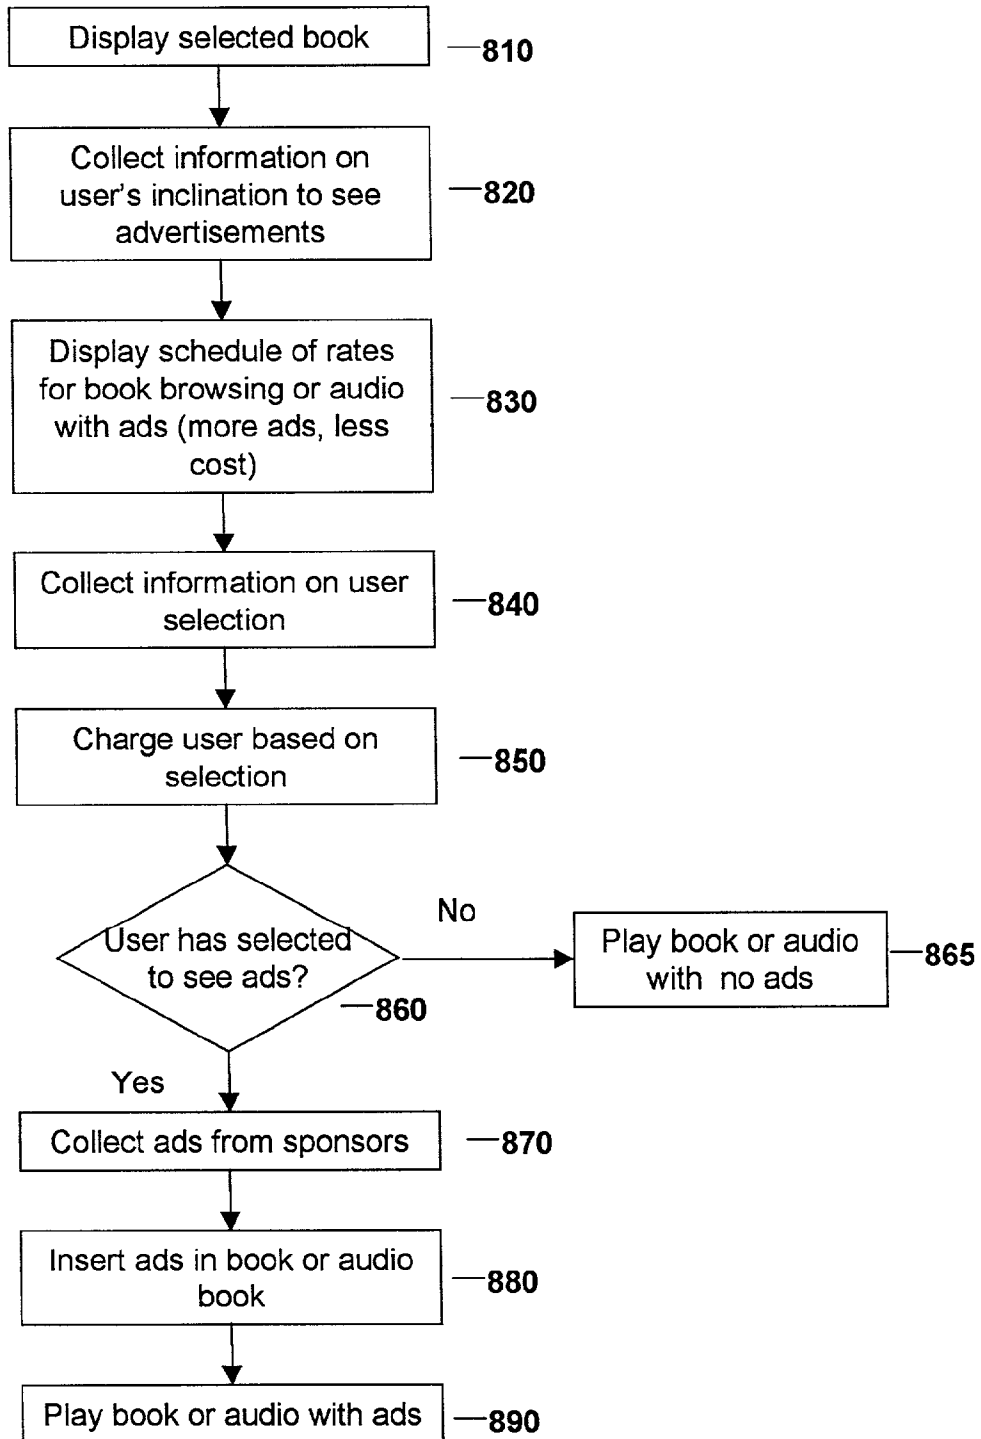 Display selected book
810
Collect information on
user's inclination to see
advertisements
820
Display schedule of rates
for book browsing or audio
with ads (more ads, less
cost)
830
Collect information on user
selection
840
Charge user based on
selection
850
User has selected
to see ads?
860
No
Play book or audio
with no ads
865
Yes
Collect ads from sponsors
870
Insert ads in book or audio
book
880
Play book or audio with ads
890